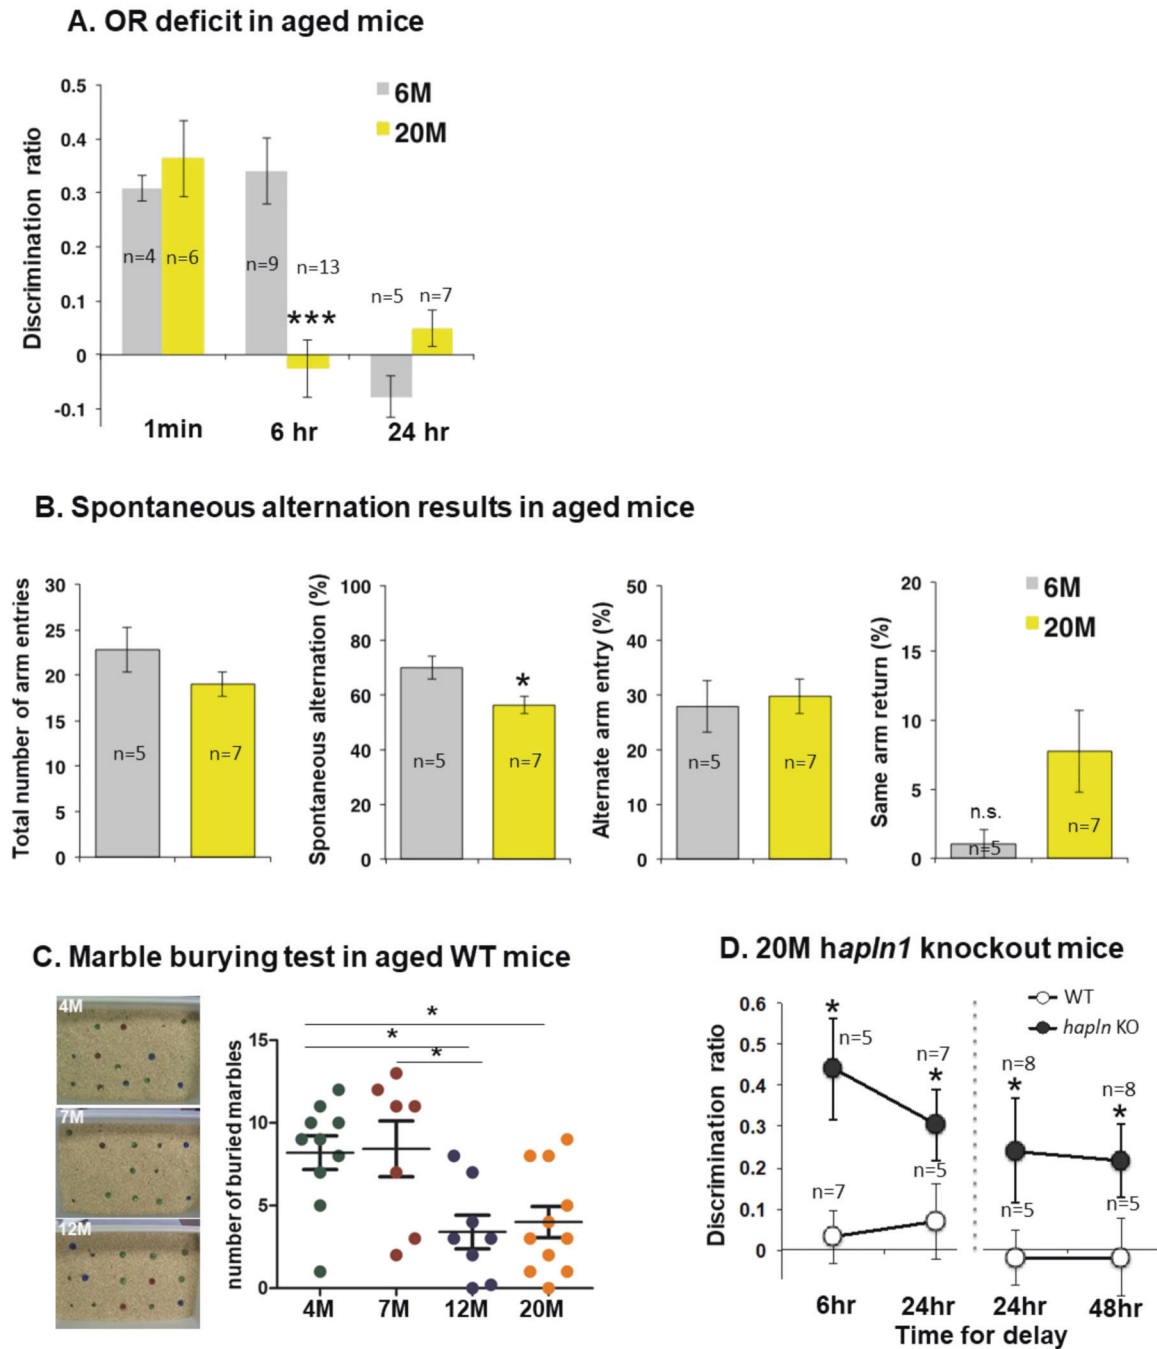 A. OR deficit in aged mice
Discrimination ratio
0.5
0.4
0.3
0.2
0.1
0
-0.1
6M
20M
n=4
n=6
n=9
n=13
***
n=5
n=7
1min
6 hr
24 hr
B. Spontaneous alternation results in aged mice
Total number of arm entries
30
25
20
15
10
5
0
n=5
n=7
Spontaneous alternation (%)
100
80
60
40
20
0
*
n=5
n=7
Alternate arm entry (%)
50
40
30
20
10
0
n=5
n=7
Same arm return (%)
20
15
10
5
0
6M
20M
n.s.
n=5
n=7
C. Marble burying test in aged WT mice
4M
7M
12M
number of buried marbles
15
10
5
0
*
*
*
4M
7M
12M
20M
D. 20M hapln1 knockout mice
Discrimination ratio
0.6
0.5
0.4
0.3
0.2
0.1
0
WT
hapln KO
*
n=5
n=7
*
n=8
*
n=8
*
n=7
n=5
n=5
n=5
6hr
24hr
24hr
48hr
Time for delay